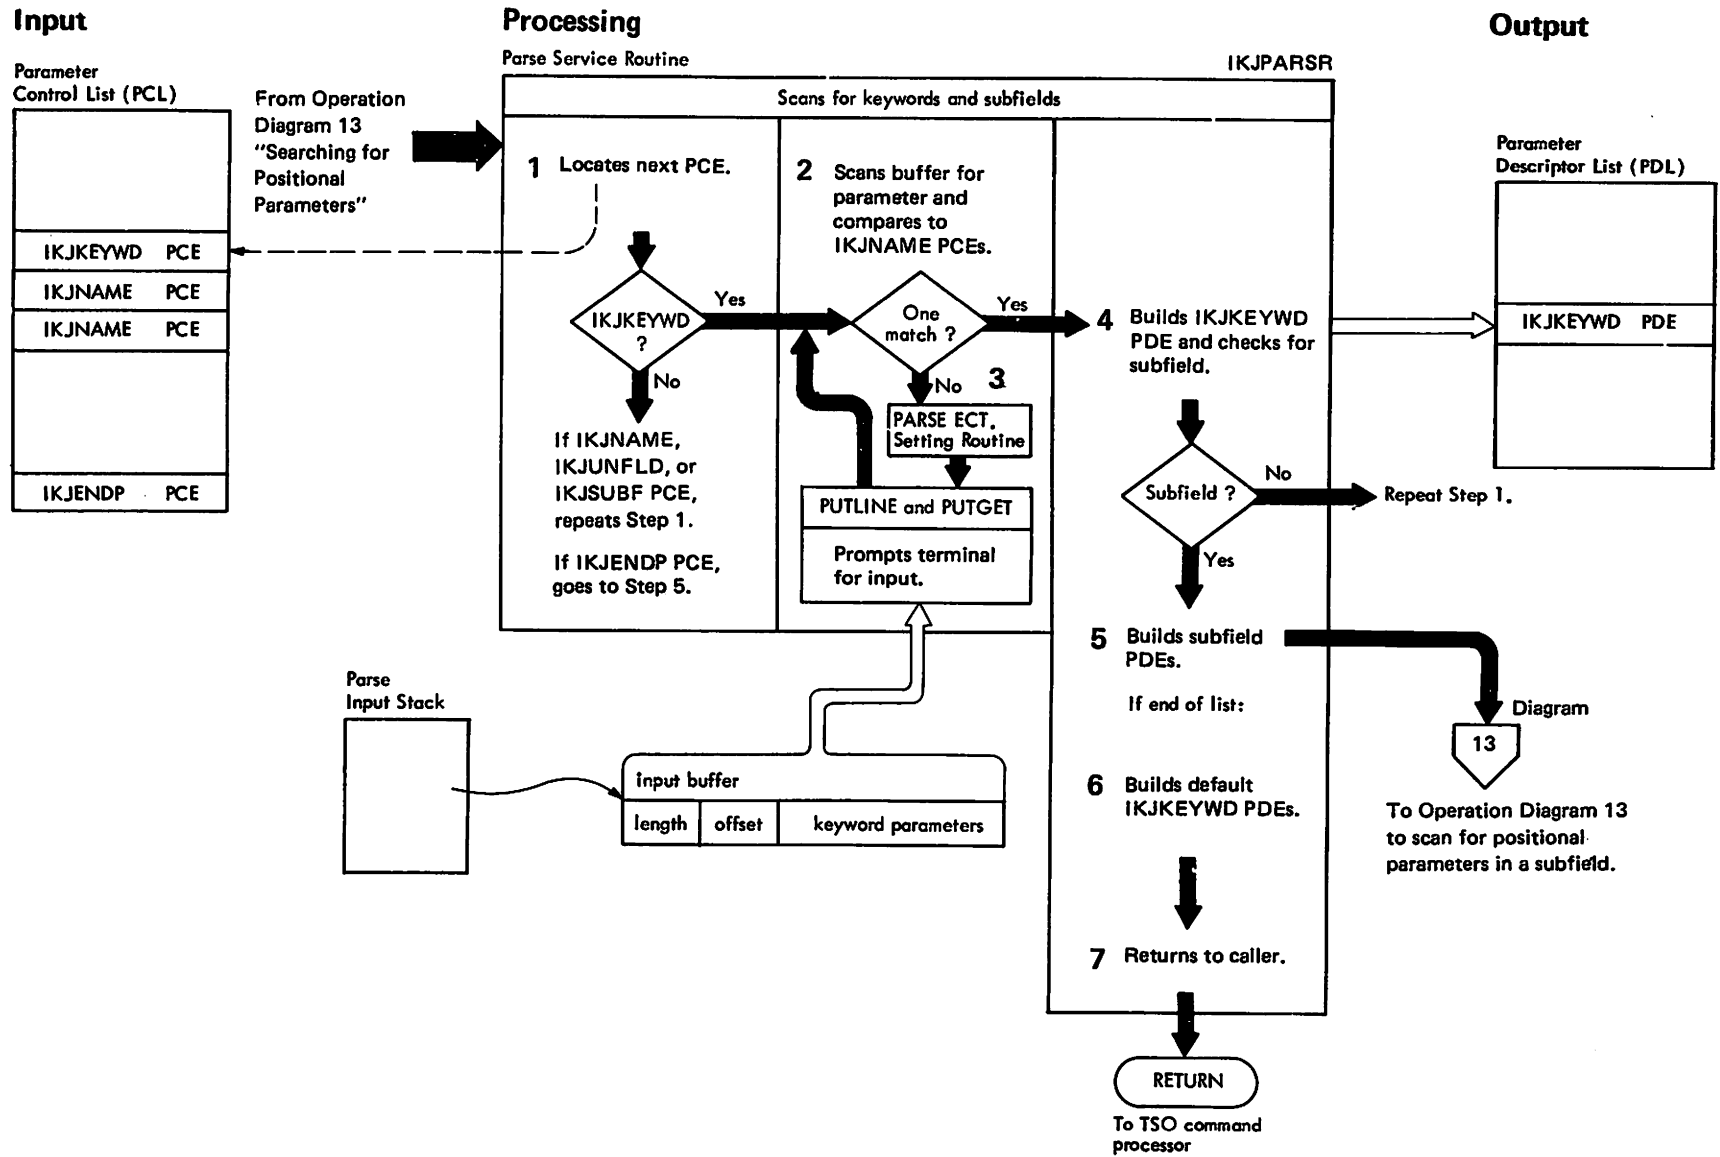 Input
Processing
Output
Parameter
Control List (PCL)
IKJKEYWD PCE
IKJNAME PCE
IKJNAME PCE
IKJENDP PCE
From Operation
Diagram 13
"Searching for
Positional
Parameters"
Parse Service Routine
IKJPARSR
Scans for keywords and subfields
1 Locates next PCE.
IKJKEYWD
?
Yes
No
If IKJNAME,
IKJUNFLD, or
IKJSUBF PCE,
repeats Step 1.
If IKJENDP PCE,
goes to Step 5.
2 Scans buffer for
parameter and
compares to
IKJNAME PCEs.
One
match ?
Yes
No
3
PARSE ECT.
Setting Routine
PUTLINE and PUTGET
Prompts terminal
for input.
4 Builds IKJKEYWD
PDE and checks for
subfield.
Subfield ?
No
Repeat Step 1.
Yes
5 Builds subfield
PDEs.
If end of list:
6 Builds default
IKJKEYWD PDEs.
7 Returns to caller.
RETURN
To TSO command
processor
Parse
Input Stack
input buffer
length offset keyword parameters
Parameter
Descriptor List (PDL)
IKJKEYWD PDE
Diagram
13
To Operation Diagram 13
to scan for positional
parameters in a subfield.